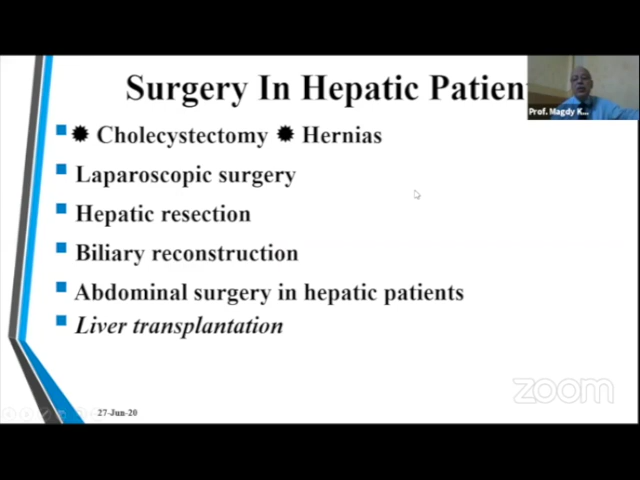 Surgery In Hepatic Patien
Prof. Magdy K...
✹ Cholecystectomy ✹ Hernias
Laparoscopic surgery
Hepatic resection
Biliary reconstruction
Abdominal surgery in hepatic patients
Liver transplantation
zoom
27-Jun-20